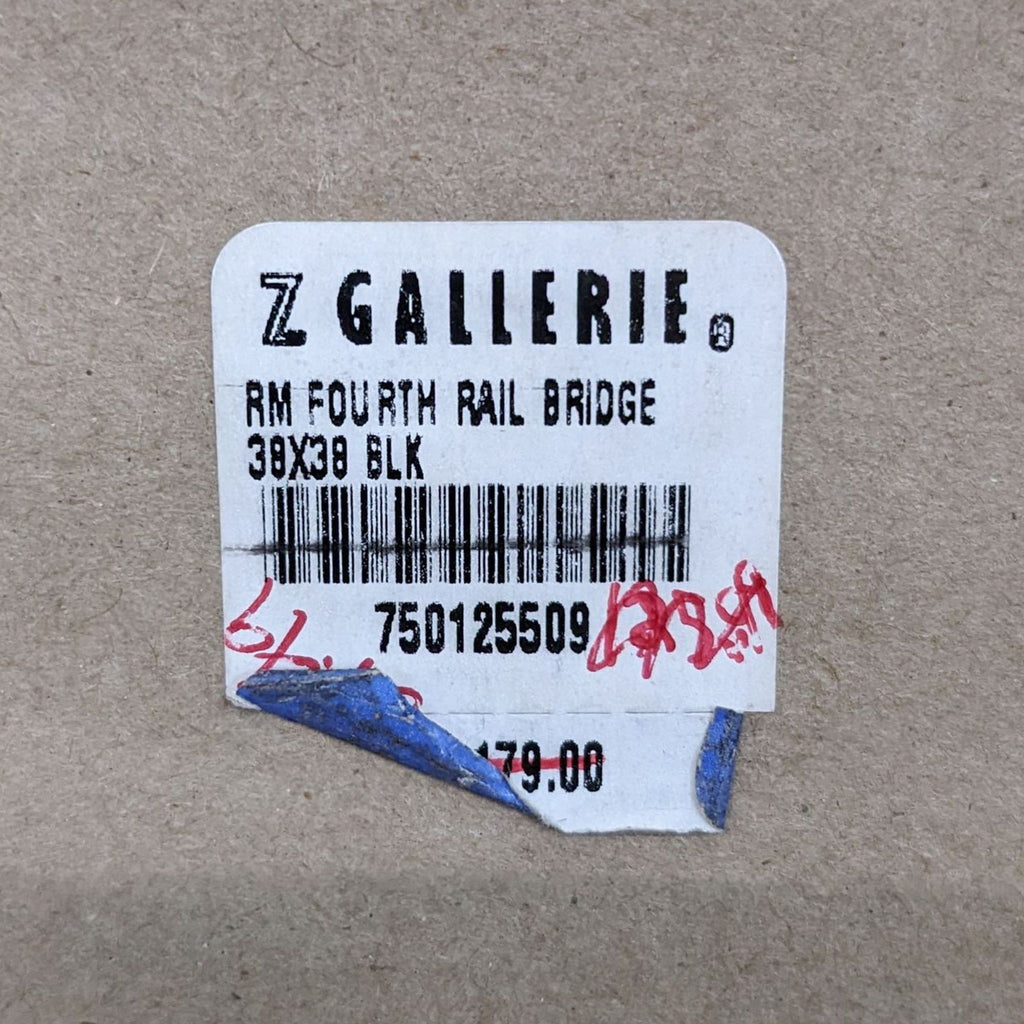 Z GALLERIE®
RM FOURTH RAIL BRIDGE
38X38 BLK
750125509
179.00